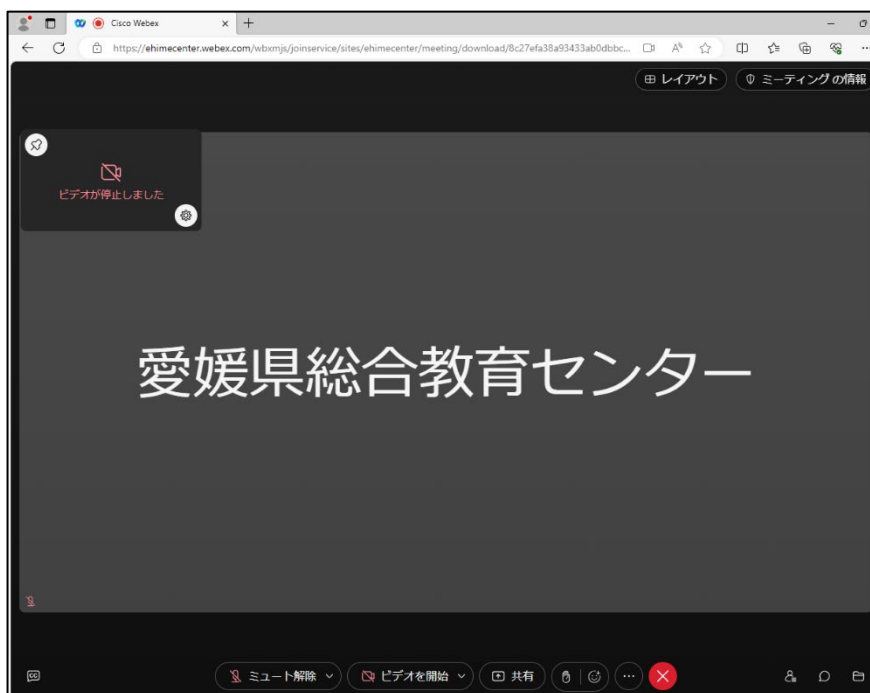 Cisco Webex
https://ehimecenter.webex.com/wbxmjs/joinservice/sites/ehimecenter/meeting/download/8c27efa38a93433ab0dbbc...
レイアウト
ミーティングの情報
ビデオが停止しました
愛媛県総合教育センター
CC
ミュート解除
ビデオを開始
共有